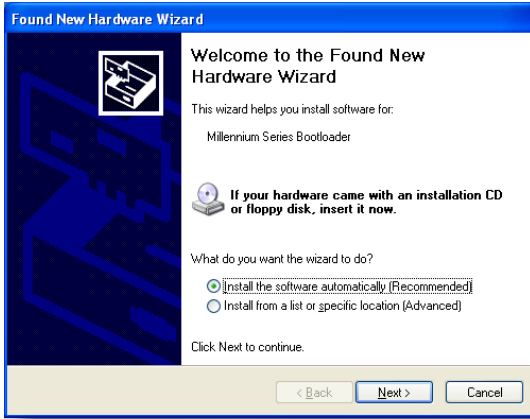 Found New Hardware Wizard
Welcome to the Found New
Hardware Wizard
This wizard helps you install software for:
Millennium Series Bootloader
If your hardware came with an installation CD
or floppy disk, insert it now.
What do you want the wizard to do?
Install the software automatically (Recommended)
Install from a list or specific location (Advanced)
Click Next to continue.
< Back
Next >
Cancel